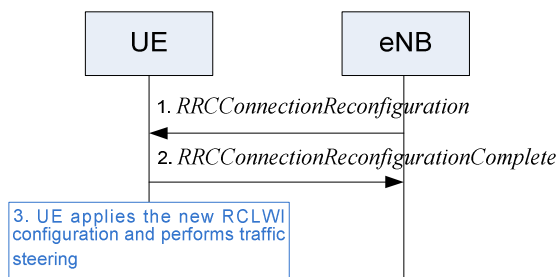 UE
eNB
1. RRCConnectionReconfiguration
2. RRCConnectionReconfigurationComplete
3. UE applies the new RCLWI
configuration and performs traffic
steering